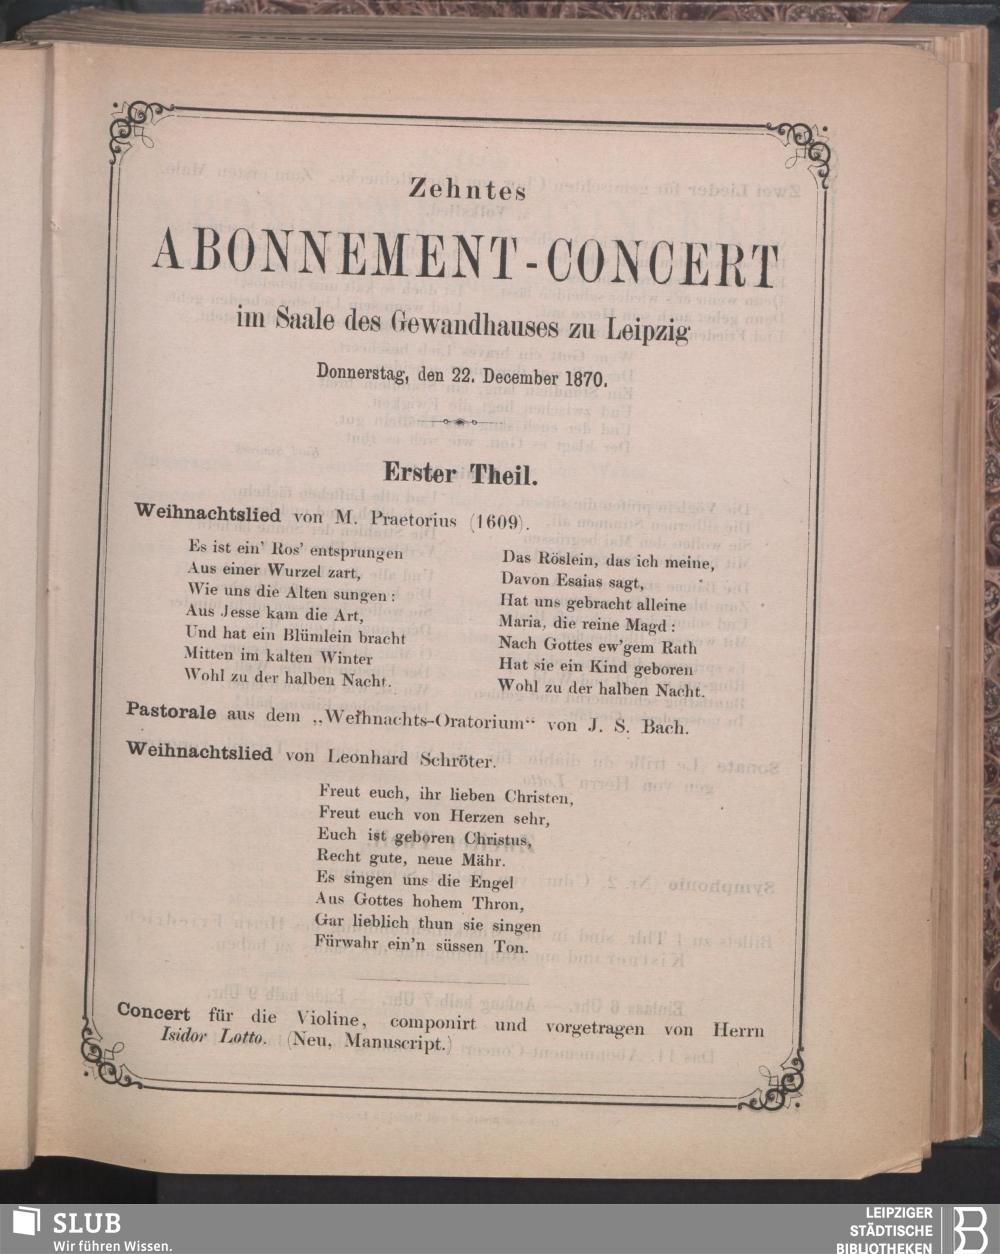 Zehntes
ABONNEMENT-CONCERT
im Saale des Gewandhauses zu Leipzig
Donnerstag, den 22. December 1870.
Erster Theil.
Weihnachtslied von M. Praetorius (1609).
Es ist ein' Ros' entsprungen
Aus einer Wurzel zart,
Wie uns die Alten sungen:
Aus Jesse kam die Art,
Und hat ein Blümlein bracht
Mitten im kalten Winter
Wohl zu der halben Nacht.
Das Röslein, das ich meine,
Davon Esaias sagt,
Hat uns gebracht alleine
Maria, die reine Magd:
Nach Gottes ew'gem Rath
Hat sie ein Kind geboren
Wohl zu der halben Nacht.
Pastorale aus dem „Weihnachts-Oratorium“ von J. S. Bach.
Weihnachtslied von Leonhard Schröter.
Freut euch, ihr lieben Christen,
Freut euch von Herzen sehr,
Euch ist geboren Christus,
Recht gute, neue Mähr.
Es singen uns die Engel
Aus Gottes hohem Thron,
Gar lieblich thun sie singen
Fürwahr ein'n süssen Ton.
Concert für die Violine, componirt und vorgetragen von Herrn
Isidor Lotto. (Neu, Manuscript.)
SLUB
Wir führen Wissen.
LEIPZIGER
STÄDTISCHE
BIBLIOTHEKEN